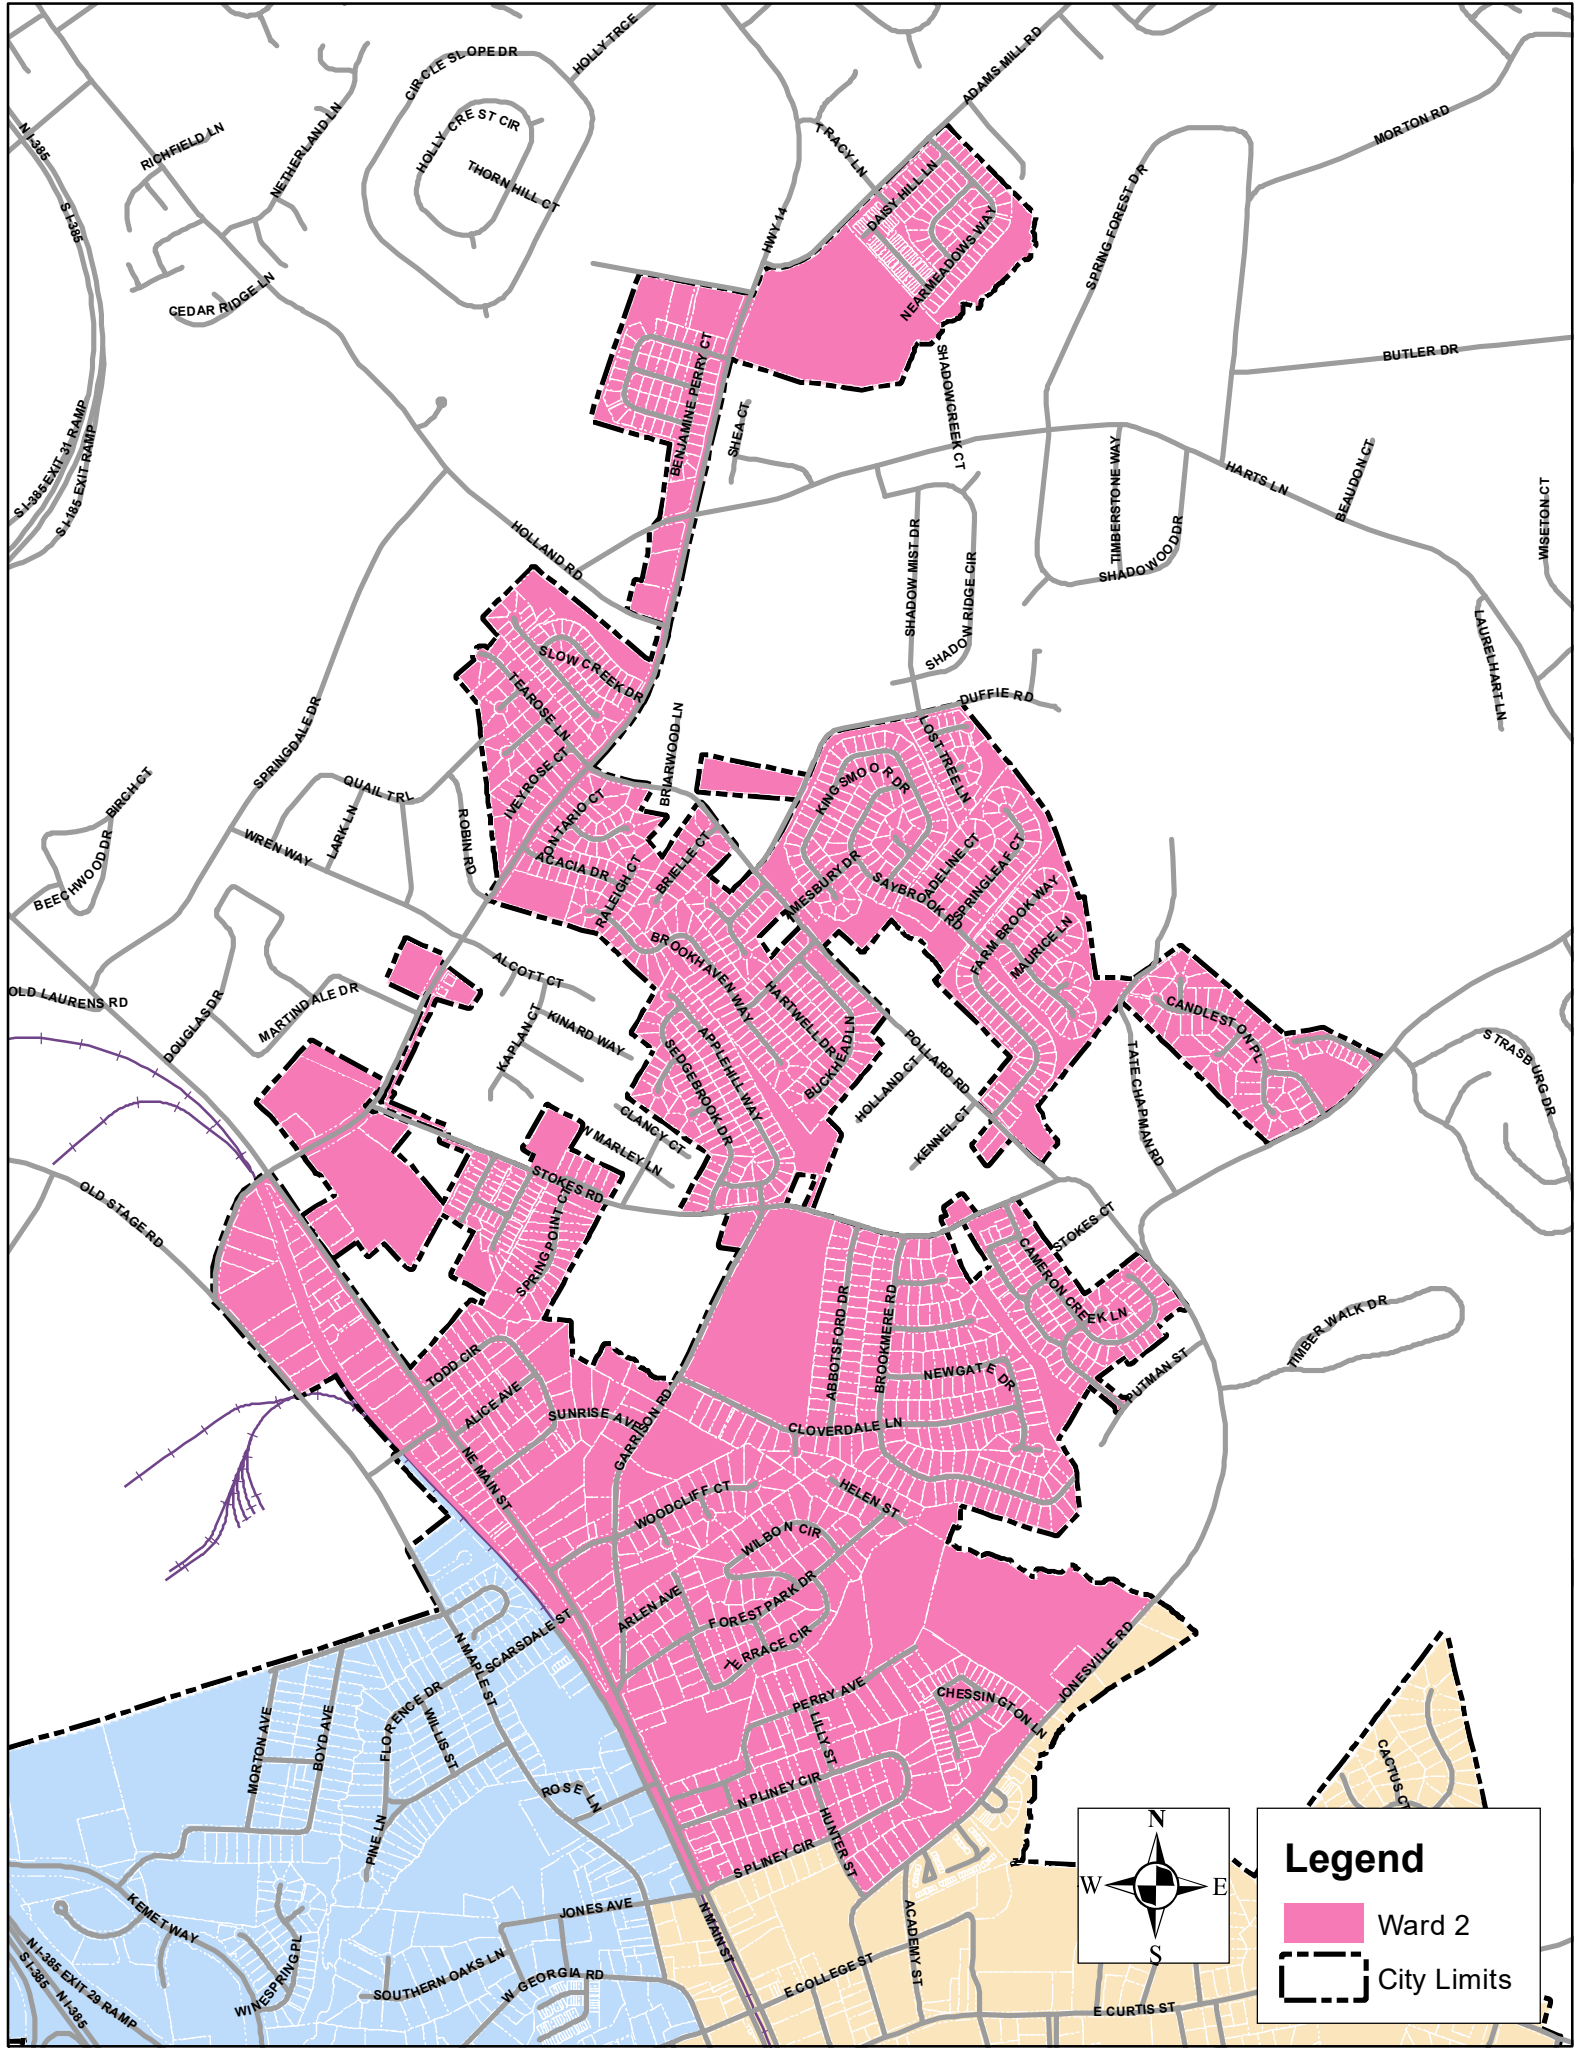 HOLLY TRCE
CIRCLE SLOPE DR
ADAMS MILL RD
HOLLY CREST CIR
MORTON RD
N I-385
RICHFIELD LN
NETHERLAND LN
TRACY LN
THORN HILL CT
DAISY HILL LN
S I-385
HWY 14
SPRING FOREST DR
NEARMEADOWS WAY
CEDAR RIDGE LN
BUTLER DR
SHADOWCREEK CT
BENJAMINE PERRY CT
SHEA CT
S I-385 EXIT 31 RAMP
S I-185 EXIT RAMP
TIMBERSTONE WAY
HARTS LN
BEAUDON CT
WISETON CT
HOLLAND RD
SHADOW MIST DR
SHADOW RIDGE CIR
SHADOWOOD DR
LAURELHART LN
SLOW CREEK DR
TEAROSE LN
DUFFIE RD
LOST TREE LN
SPRINGDALE DR
BRIARWOOD LN
IVEYROSE CT
KINGSMOOR DR
BIRCH CT
QUAIL TRL
LARK LN
ROBIN RD
ONTARIO CT
WREN WAY
BEECHWOOD DR
ACACIA DR
RALEIGH CT
BRIELLE CT
AMESBURY DR
SAYBROOK RD
ADELINE CT
SPRINGLEAF CT
FARM BROOK WAY
MAURICE LN
BROOKHAVEN WAY
ALCOTT CT
OLD LAURENS RD
DOUGLAS DR
MARTINDALE DR
KAPLAN CT
KINARD WAY
HARTWELL DR
BUCKHEAD LN
CANDLESTON PL
STRASBURG DR
APPLEHILL WAY
SEDGEBROOK DR
POLLARD RD
HOLLAND CT
TATE CHAPMAN RD
CLANCY CT
W MARLEY LN
KENNEL CT
STOKES RD
OLD STAGE RD
SPRINGPOINT CT
STOKES CT
CAMERON CREEK LN
ABBOTSFORD DR
BROOKMERE RD
TIMBER WALK DR
TODD CIR
ALICE AVE
SUNRISE AVE
GARRISON RD
NEWGATE DR
PUTMAN ST
CLOVERDALE LN
NE MAIN ST
WOODCLIFF CT
HELEN ST
WILBON CIR
ARLEN AVE
FOREST PARK DR
TERRACE CIR
SCARSDALE ST
N MAPLE ST
JONESVILLE RD
PERRY AVE
CHESSINGTON LN
MORTON AVE
BOYD AVE
FLORENCE DR
WILLIS ST
LILLY ST
CACTUS CT
ROSE LN
N PLINEY CIR
HUNTER ST
PINE LN
S PLINEY CIR
N
W E
S
Legend
Ward 2
City Limits
KEMET WAY
JONES AVE
N MAIN ST
ACADEMY ST
N I-385 EXIT 29 RAMP
S I-385
N I-385
WINESPRING PL
SOUTHERN OAKS LN
W GEORGIA RD
E COLLEGE ST
E CURTIS ST